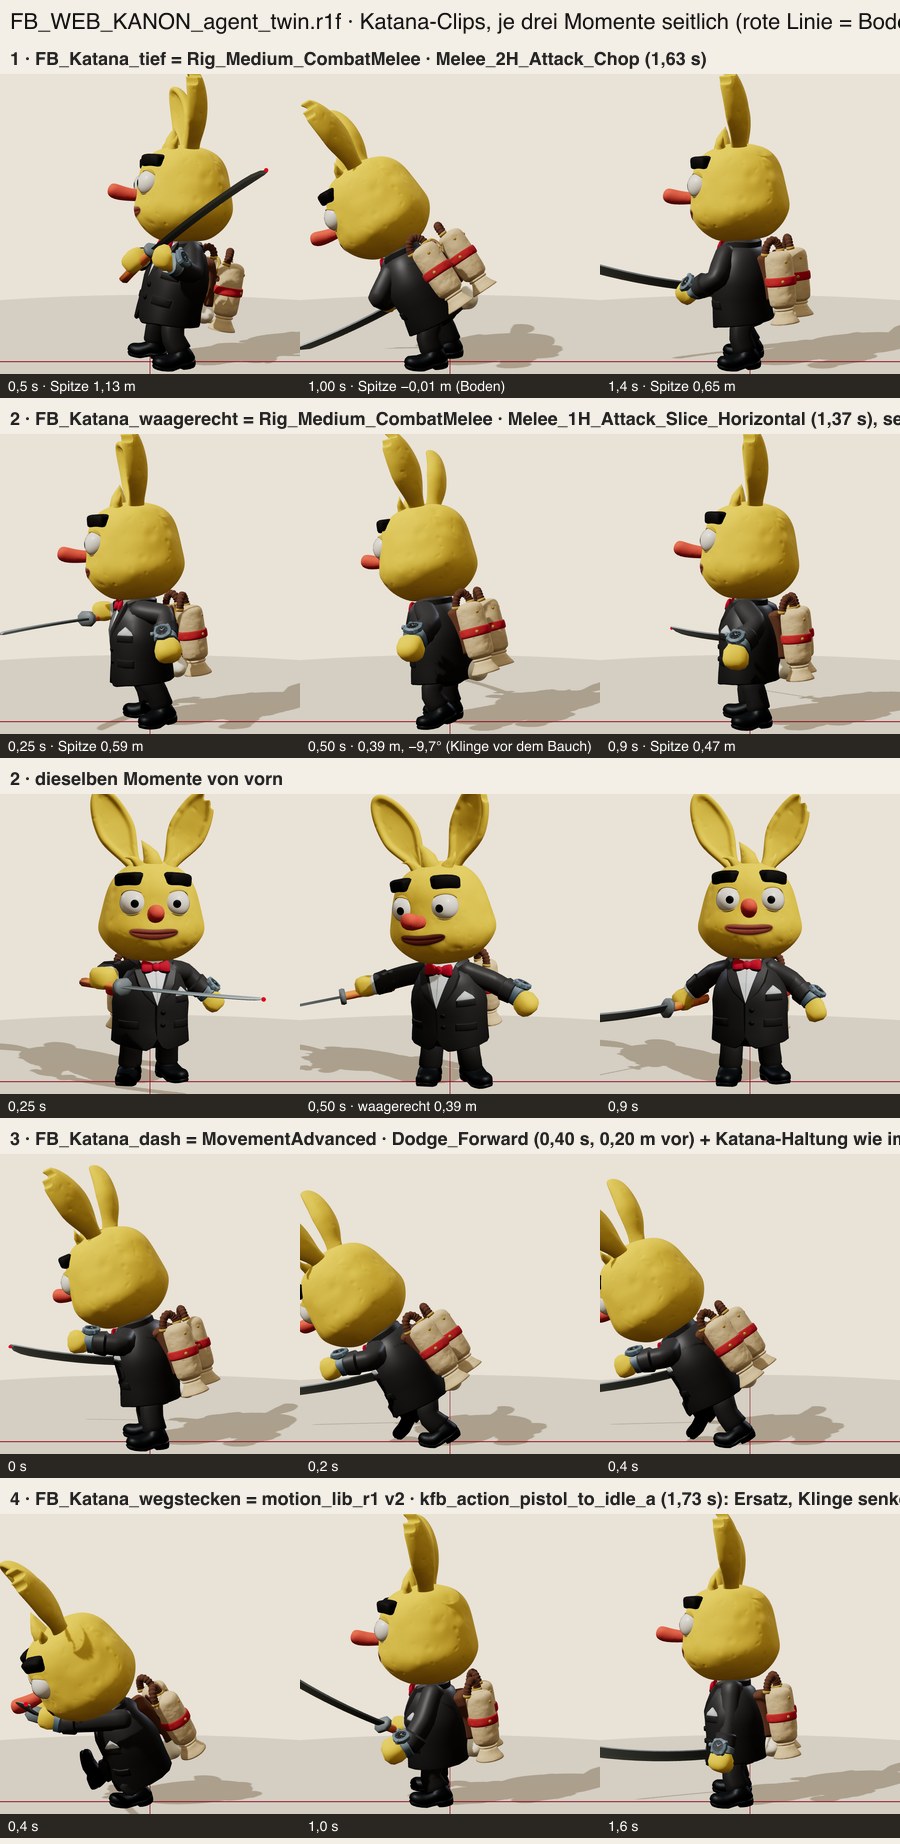 FB_WEB_KANON_agent_twin.r1f · Katana-Clips, je drei Momente seitlich (rote Linie = Bode
1 · FB_Katana_tief = Rig_Medium_CombatMelee · Melee_2H_Attack_Chop (1,63 s)
0,5 s · Spitze 1,13 m
1,00 s · Spitze −0,01 m (Boden)
1,4 s · Spitze 0,65 m
2 · FB_Katana_waagerecht = Rig_Medium_CombatMelee · Melee_1H_Attack_Slice_Horizontal (1,37 s), se
0,25 s · Spitze 0,59 m
0,50 s · 0,39 m, −9,7° (Klinge vor dem Bauch)
0,9 s · Spitze 0,47 m
2 · dieselben Momente von vorn
0,25 s
0,50 s · waagerecht 0,39 m
0,9 s
3 · FB_Katana_dash = MovementAdvanced · Dodge_Forward (0,40 s, 0,20 m vor) + Katana-Haltung wie in
0 s
0,2 s
0,4 s
4 · FB_Katana_wegstecken = motion_lib_r1 v2 · kfb_action_pistol_to_idle_a (1,73 s): Ersatz, Klinge senke
0,4 s
1,0 s
1,6 s